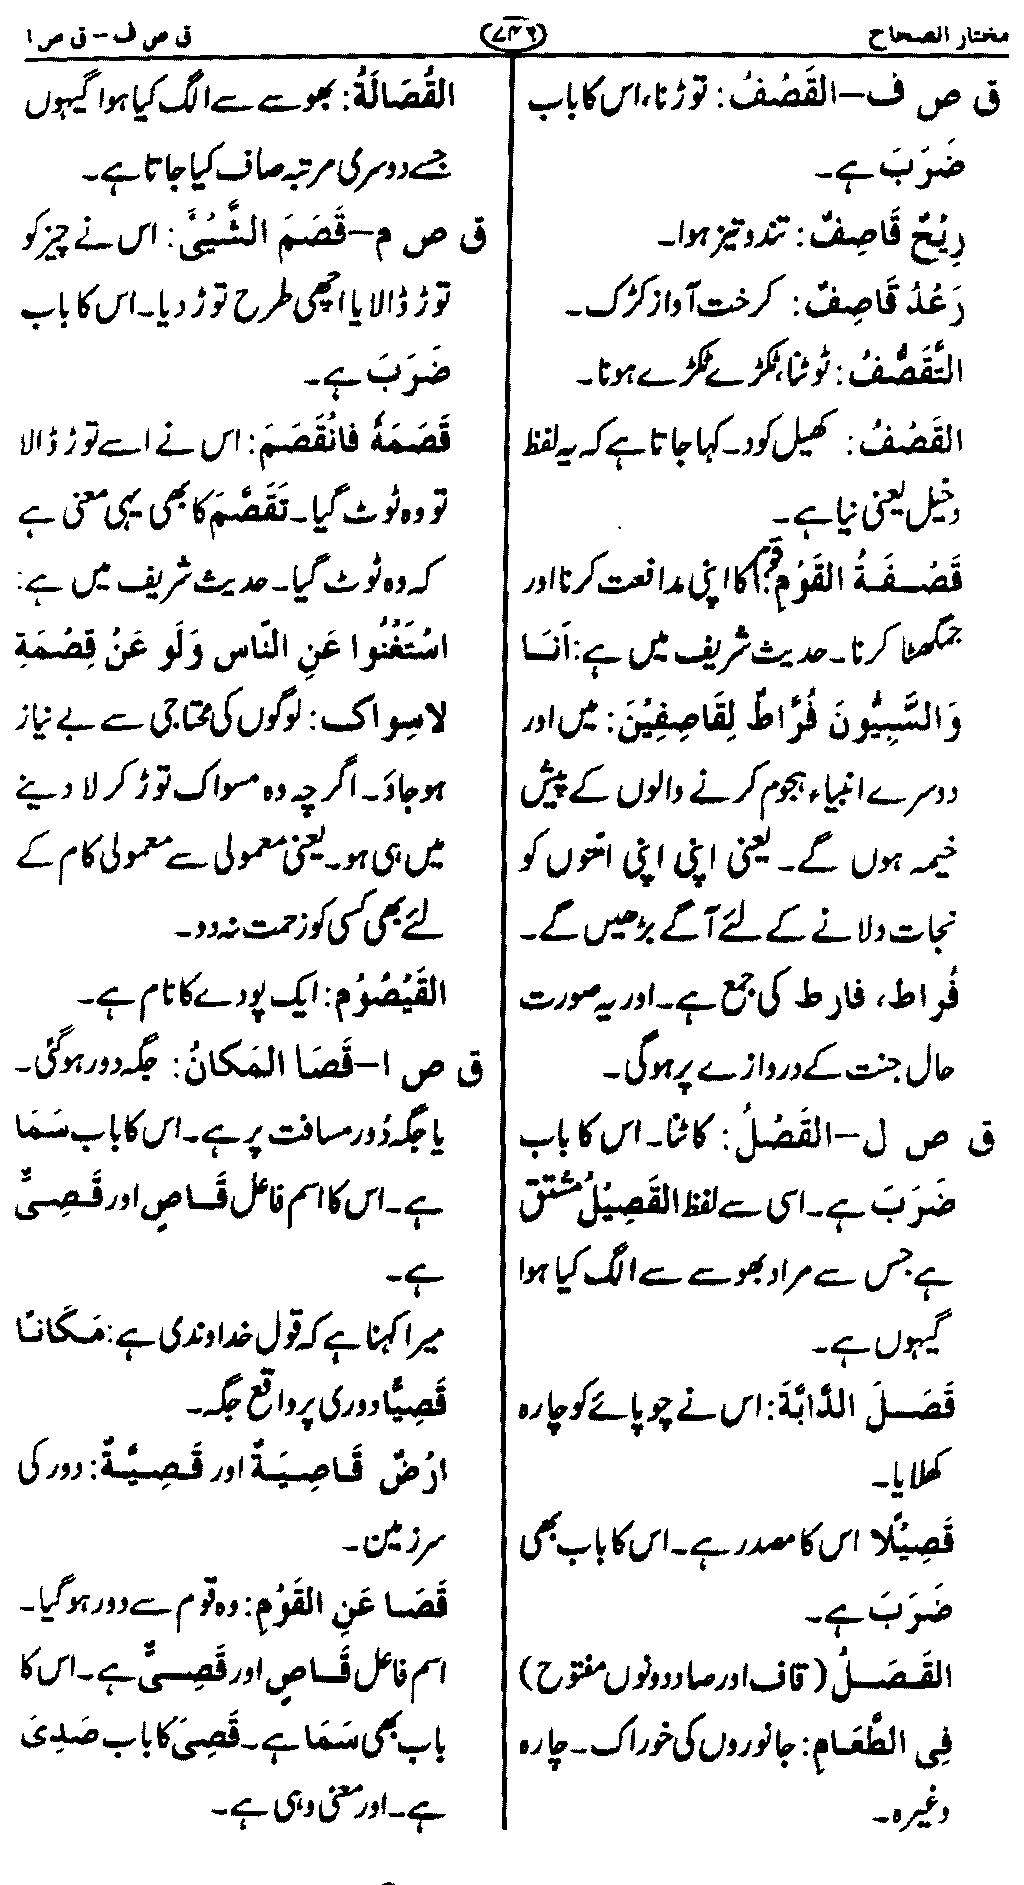 مختار الصحاح
۷۴۶
ق ص ف – ق ص ا
ق ص ف – القَصْفُ: توڑنا، اس کا باب
ضَرَبَ ہے۔
رِيْحٌ قَاصِفٌ: تند و تیز ہوا۔
رَعْدٌ قَاصِفٌ: کرخت آواز کڑک۔
التَّقَصُّفُ: ٹوٹنا، ٹکڑے ٹکڑے ہونا۔
القَصْفُ: کھیل کود۔ کہا جاتا ہے کہ یہ لفظ
دخیل یعنی نیا ہے۔
قَصْفَةُ القَوْمِ: قوم کا اپنی مدافعت کرنا اور
جمگھٹا کرنا۔ حدیث شریف میں ہے: اَنَا
وَالنَّبِيُّونَ فُرَّاطٌ لِقَاصِفِيْنَ: میں اور
دوسرے انبیاء ہجوم کرنے والوں کے پیش
خیمہ ہوں گے۔ یعنی اپنی اپنی امتوں کو
نجات دلانے کے لئے آگے بڑھیں گے۔
فُراط، فارط کی جمع ہے۔ اور یہ صورت
حال جنت کے دروازے پر ہوگی۔
ق ص ل – القَصْلُ: کاٹنا۔ اس کا باب
ضَرَبَ ہے۔ اسی سے لفظ القَصِيْلُ مشتق
ہے جس سے مراد بھوسے سے الگ کیا ہوا
گیہوں ہے۔
قَصَلَ الدَّابَّةَ: اس نے چوپائے کو چارہ
کھلایا۔
قَصِيْلًا اس کا مصدر ہے۔ اس کا باب بھی
ضَرَبَ ہے۔
القَصَلُ (قاف اور صاد دونوں مفتوح)
فِي الطَّعَامِ: جانوروں کی خوراک۔ چارہ
وغیرہ۔
القُصَالَةُ: بھوسے سے الگ کیا ہوا گیہوں
جسے دوسری مرتبہ صاف کیا جاتا ہے۔
ق ص م – قَصَمَ الشَّيْئَ: اس نے چیز کو
توڑ ڈالا یا اچھی طرح توڑ دیا۔ اس کا باب
ضَرَبَ ہے۔
قَصَمَهُ فَانْقَصَمَ: اس نے اسے توڑ ڈالا
تو وہ ٹوٹ گیا۔ تَقَصَّمَ کا بھی یہی معنی ہے
کہ وہ ٹوٹ گیا۔ حدیث شریف میں ہے:
اسْتَغْنُوا عَنِ النَّاسِ وَلَو عَنْ قِصْمَةِ
لاسِواک: لوگوں کی محتاجی سے بے نیاز
ہو جاؤ۔ اگرچہ وہ مسواک توڑ کر لا دینے
میں ہی ہو۔ یعنی معمولی سے معمولی کام کے
لئے بھی کسی کو زحمت نہ دو۔
القَيْصُوْم: ایک پودے کا نام ہے۔
ق ص ا – قَصَا المَكانُ: جگہ دور ہوگئی۔
یا جگہ دُور مسافت پر ہے۔ اس کا باب سَمَا
ہے۔ اس کا اسم فاعل قَاصٍ اور قَصِيٌّ
ہے۔
میرا کہنا ہے کہ قول خداوندی ہے: مَكَانًا
قَصِيًّا دوری پر واقع جگہ۔
ارْضٌ قَاصِيَةٌ اور قَصِيَّةٌ: دور کی
سرزمین۔
قَصَا عَنِ القَوْمِ: وہ قوم سے دور ہوگیا۔
اسم فاعل قَاصٍ اور قَصِيٌّ ہے۔ اس کا
باب بھی سَمَا ہے۔ قَصِيَ کا باب صَدِيَ
ہے۔ اور معنی وہی ہے۔